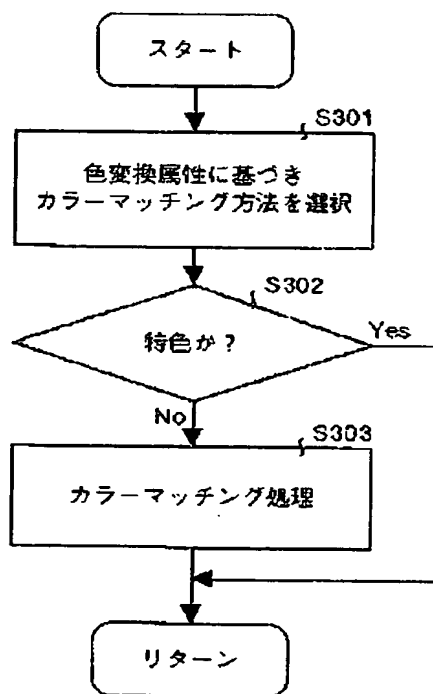 スタート
S301
色変換属性に基づき
カラーマッチング方法を選択
S302
特色か?
Yes
No
S303
カラーマッチング処理
リターン